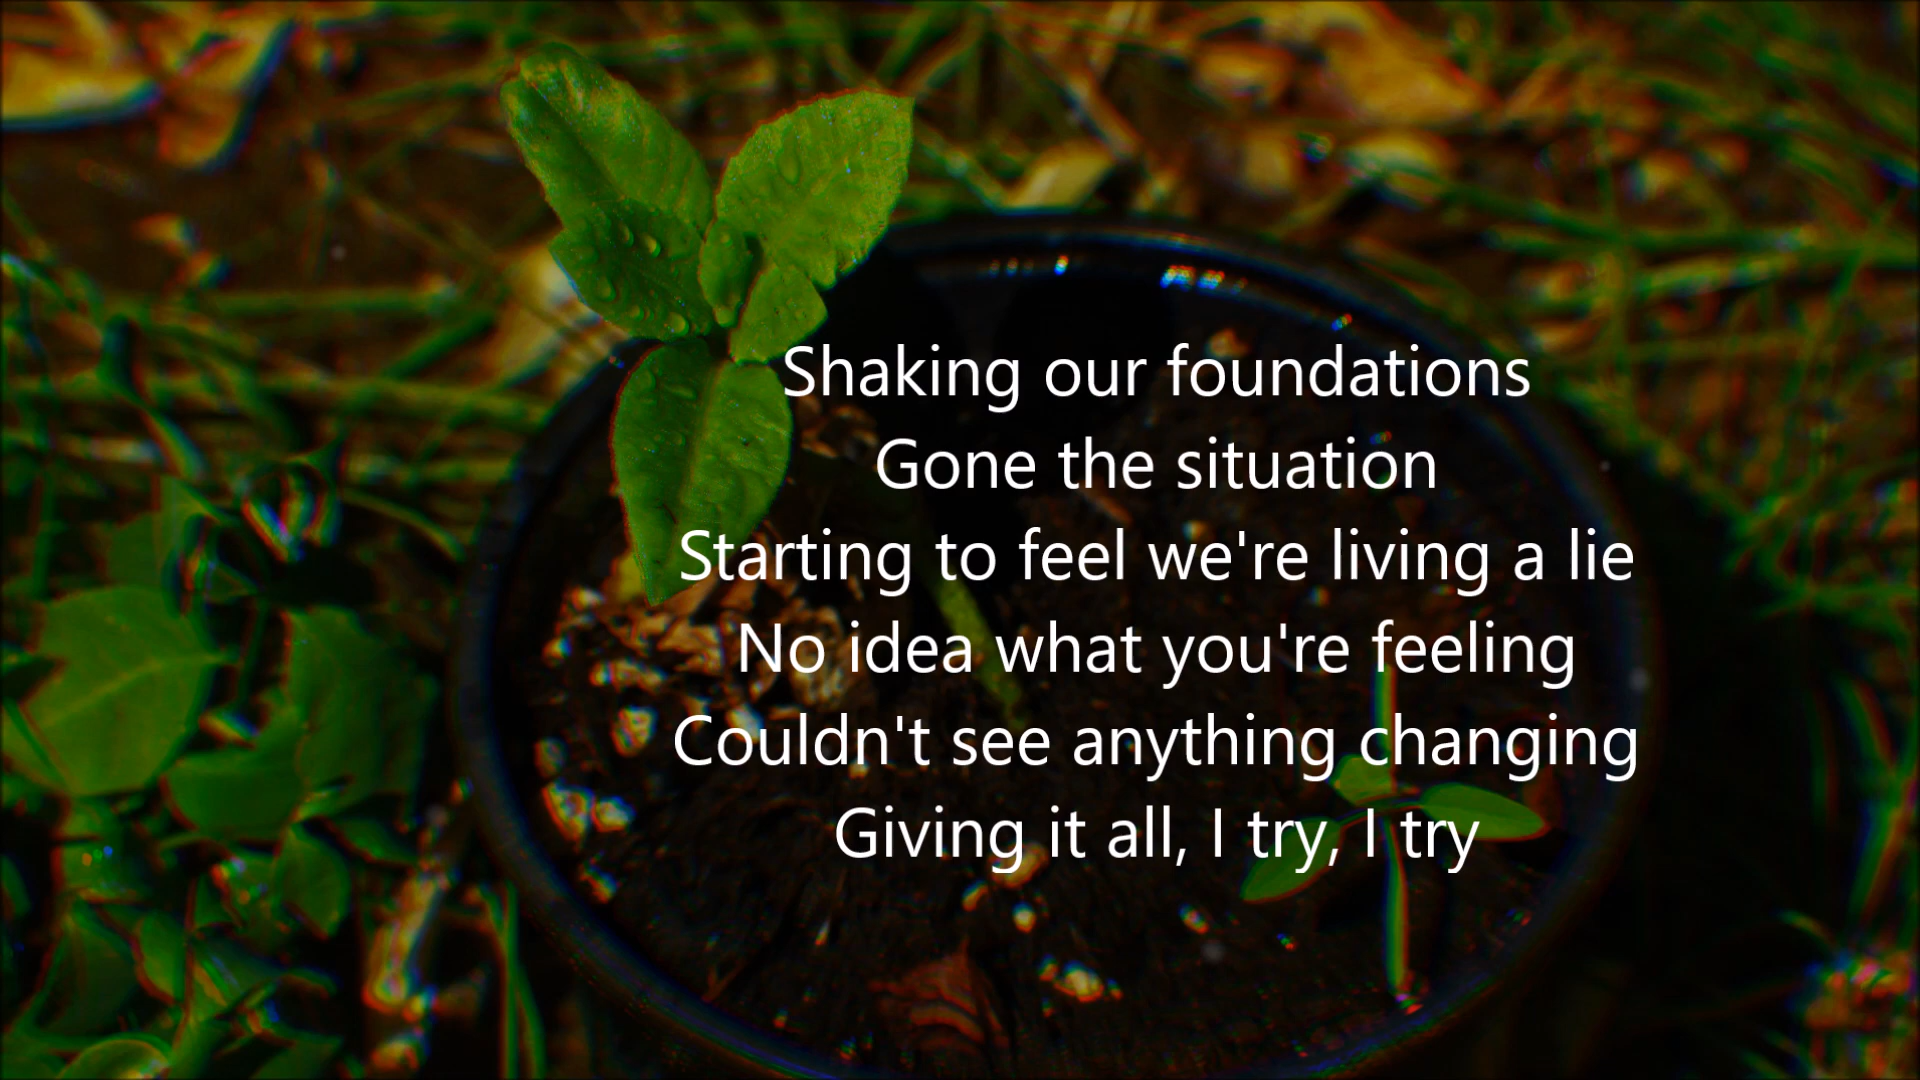 Shaking our foundations
Gone the situation
Starting to feel we're living a lie
No idea what you're feeling
Couldn't see anything changing
Giving it all, I try, I try